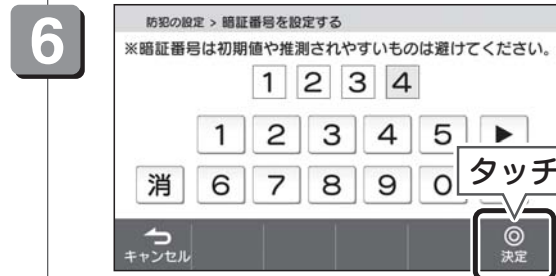 6
防犯の設定 > 暗証番号を設定する
※暗証番号は初期値や推測されやすいものは避けてください。
1 2 3 4
1 2 3 4 5 ▶
消 6 7 8 9 0
タッチ
キャンセル
決定